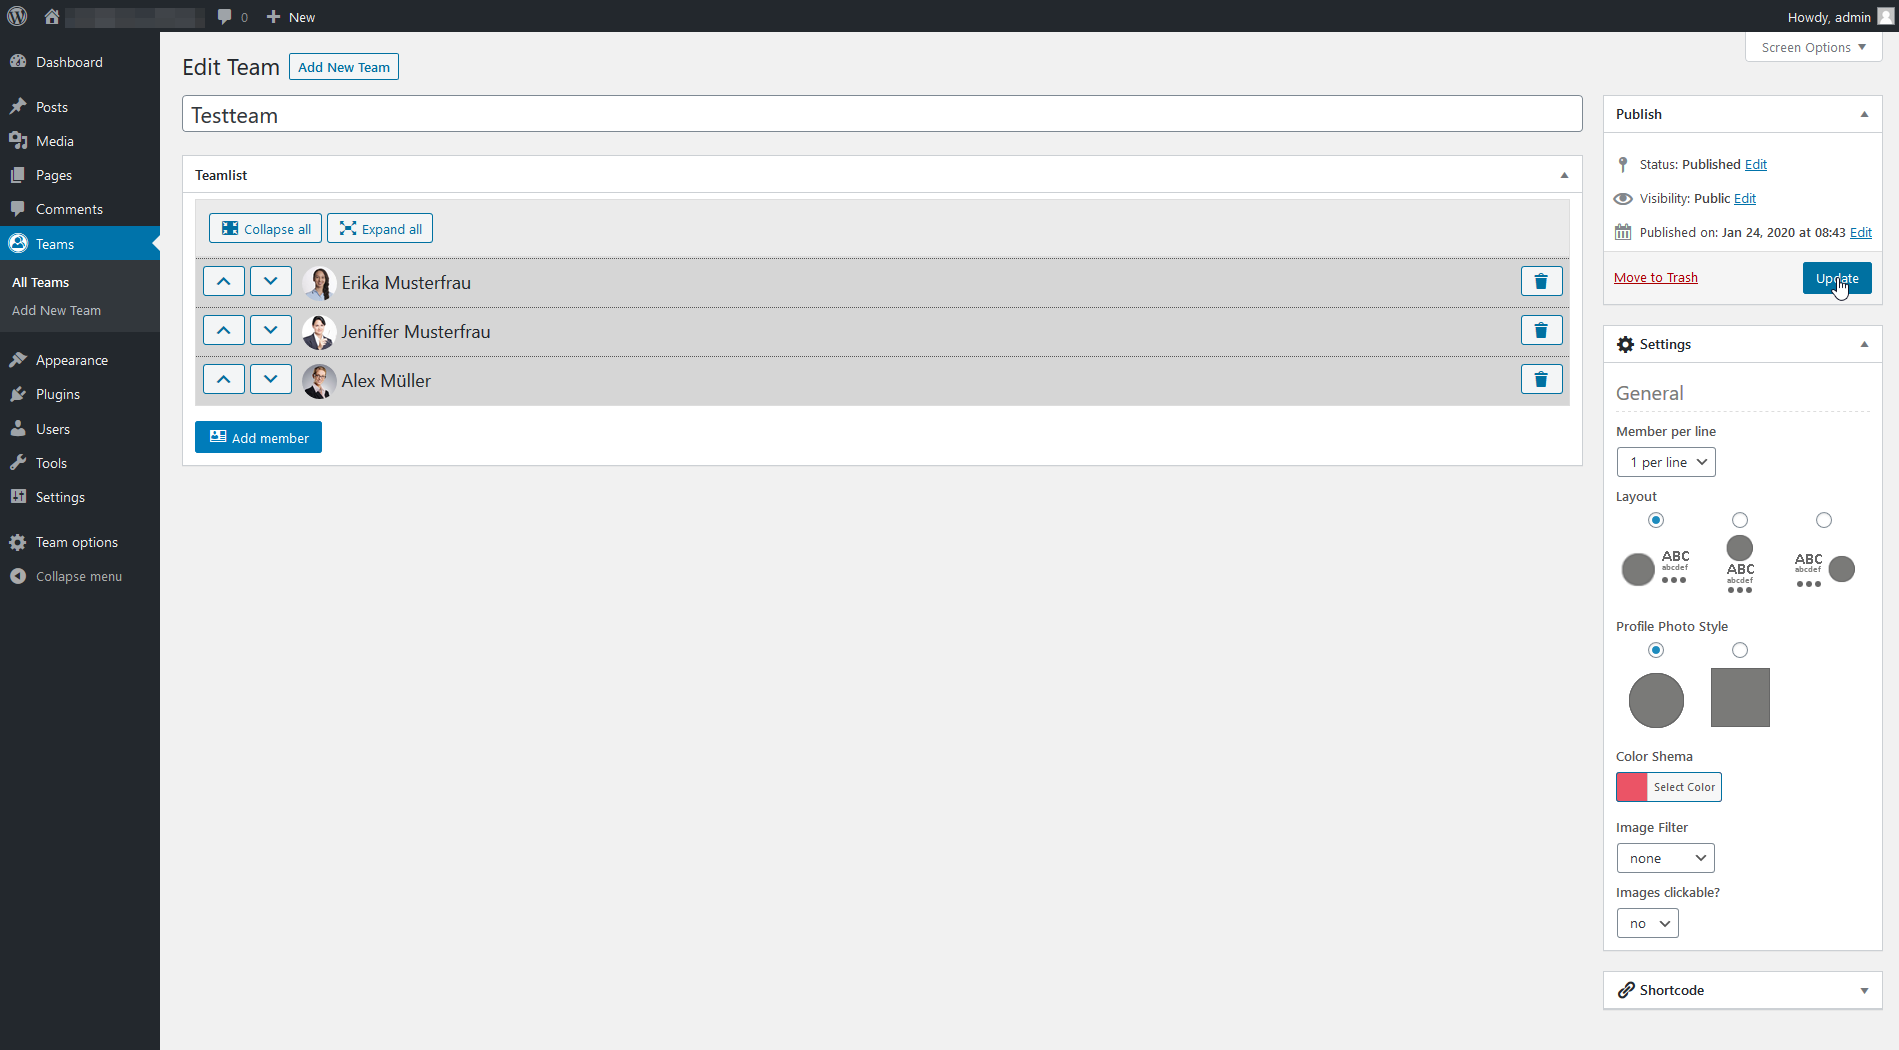 0 New
Howdy, admin
Screen Options
Dashboard
Posts
Media
Pages
Comments
Teams
All Teams
Add New Team
Appearance
Plugins
Users
Tools
Settings
Team options
Collapse menu
Edit Team Add New Team
Testteam
Teamlist
Collapse all Expand all
Erika Musterfrau
Jeniffer Musterfrau
Alex Müller
Add member
Publish
Status: Published Edit
Visibility: Public Edit
Published on: Jan 24, 2020 at 08:43 Edit
Move to Trash Update
Settings
General
Member per line
1 per line
Layout
ABC
abcdef
ABC
abcdef
ABC
abcdef
Profile Photo Style
Color Shema
Select Color
Image Filter
none
Images clickable?
no
Shortcode